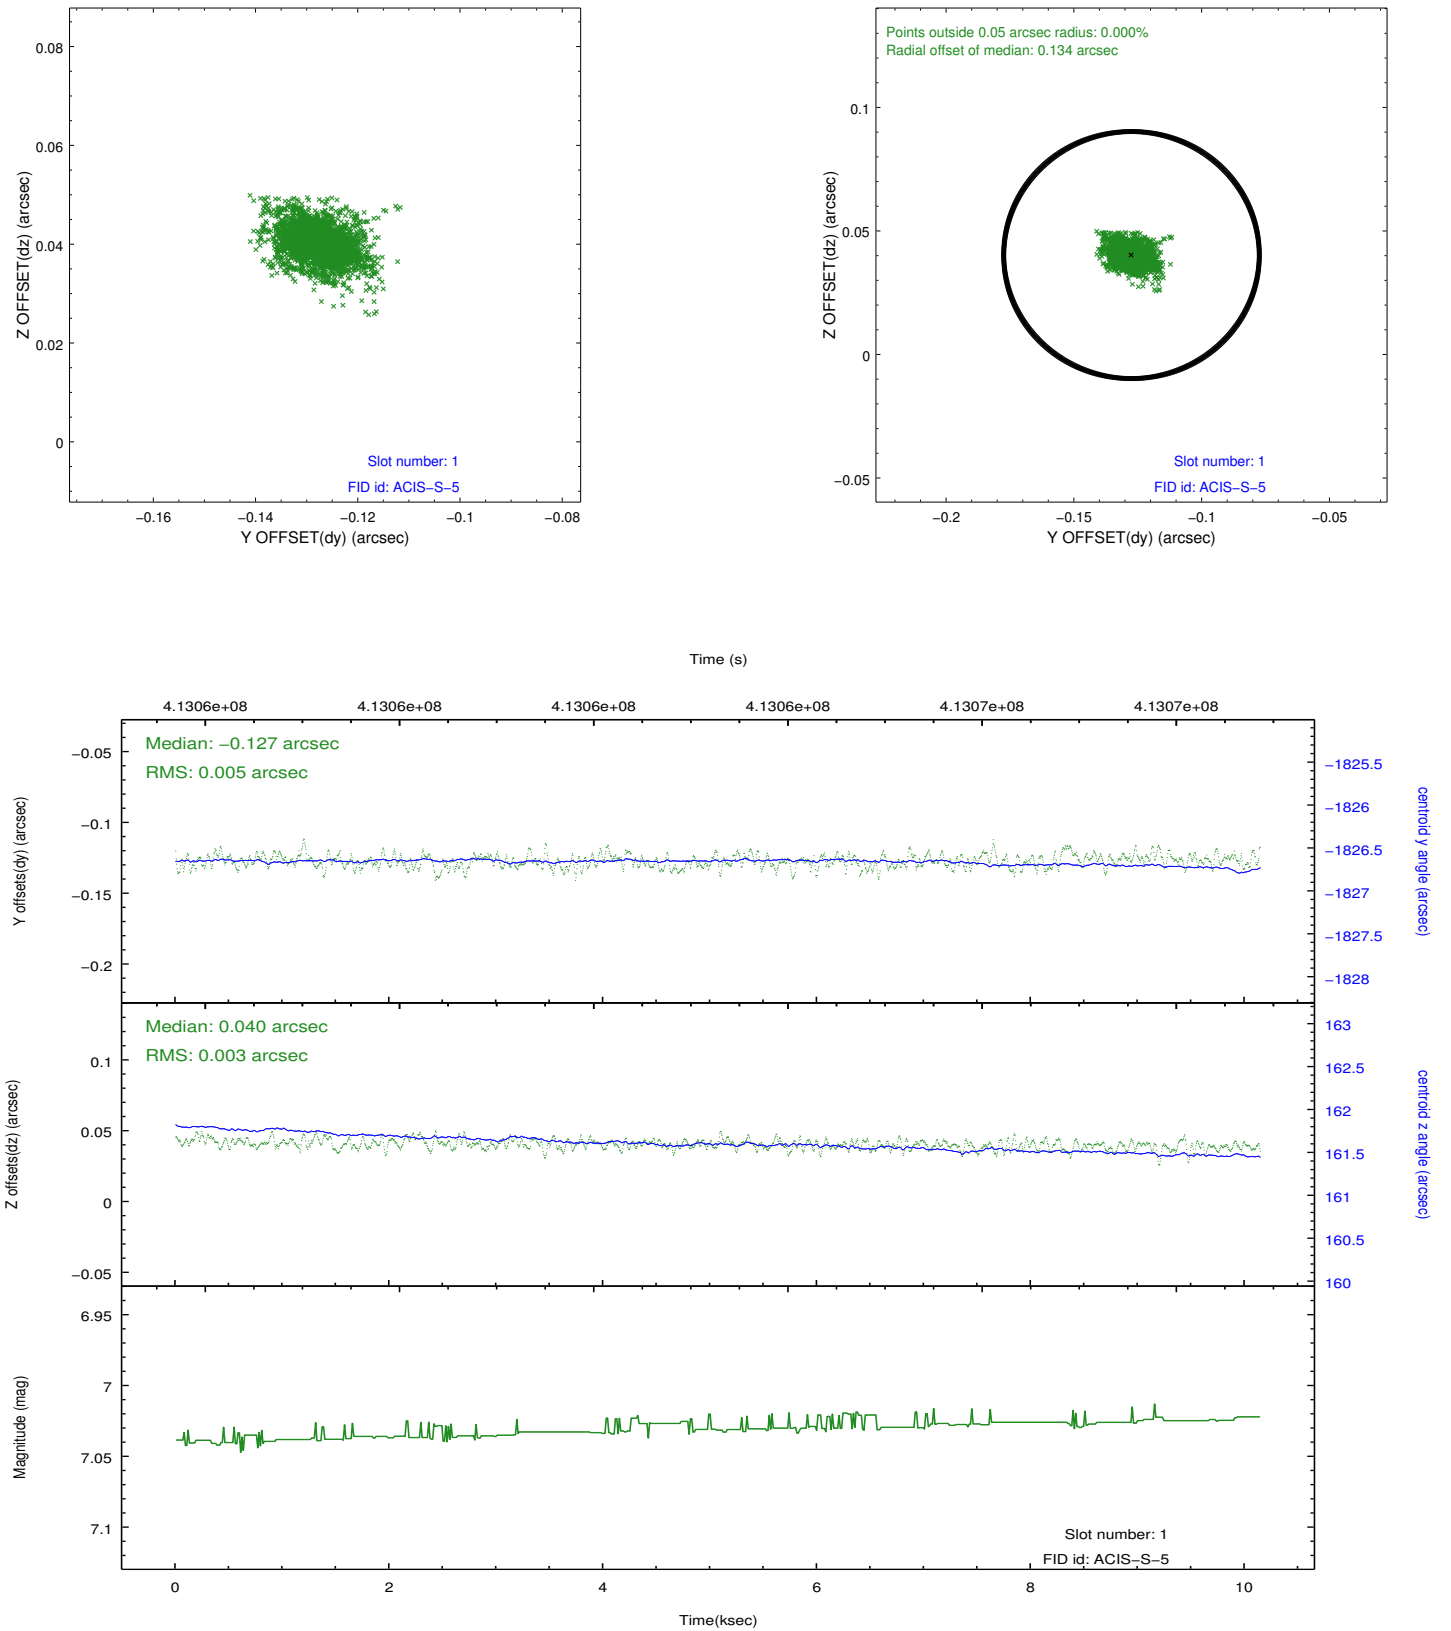 0.08
0.06
0.04
0.02
0
Z OFFSET(dz) (arcsec)
Slot number: 1
FID id: ACIS−S−5
−0.16
−0.14
−0.12
−0.1
−0.08
Y OFFSET(dy) (arcsec)
Points outside 0.05 arcsec radius: 0.000%
Radial offset of median: 0.134 arcsec
0.1
0.05
0
−0.05
Z OFFSET(dz) (arcsec)
Slot number: 1
FID id: ACIS−S−5
−0.2
−0.15
−0.1
−0.05
Y OFFSET(dy) (arcsec)
Time (s)
4.1306e+08
4.1306e+08
4.1306e+08
4.1306e+08
4.1307e+08
4.1307e+08
Median: −0.127 arcsec
RMS: 0.005 arcsec
−0.05
−0.1
−0.15
−0.2
Y offsets(dy) (arcsec)
−1825.5
−1826
−1826.5
−1827
−1827.5
−1828
centroid y angle (arcsec)
Median: 0.040 arcsec
RMS: 0.003 arcsec
0.1
0.05
0
−0.05
Z offsets(dz) (arcsec)
163
162.5
162
161.5
161
160.5
160
centroid z angle (arcsec)
6.95
7
7.05
7.1
Magnitude (mag)
Slot number: 1
FID id: ACIS−S−5
0
2
4
6
8
10
Time(ksec)